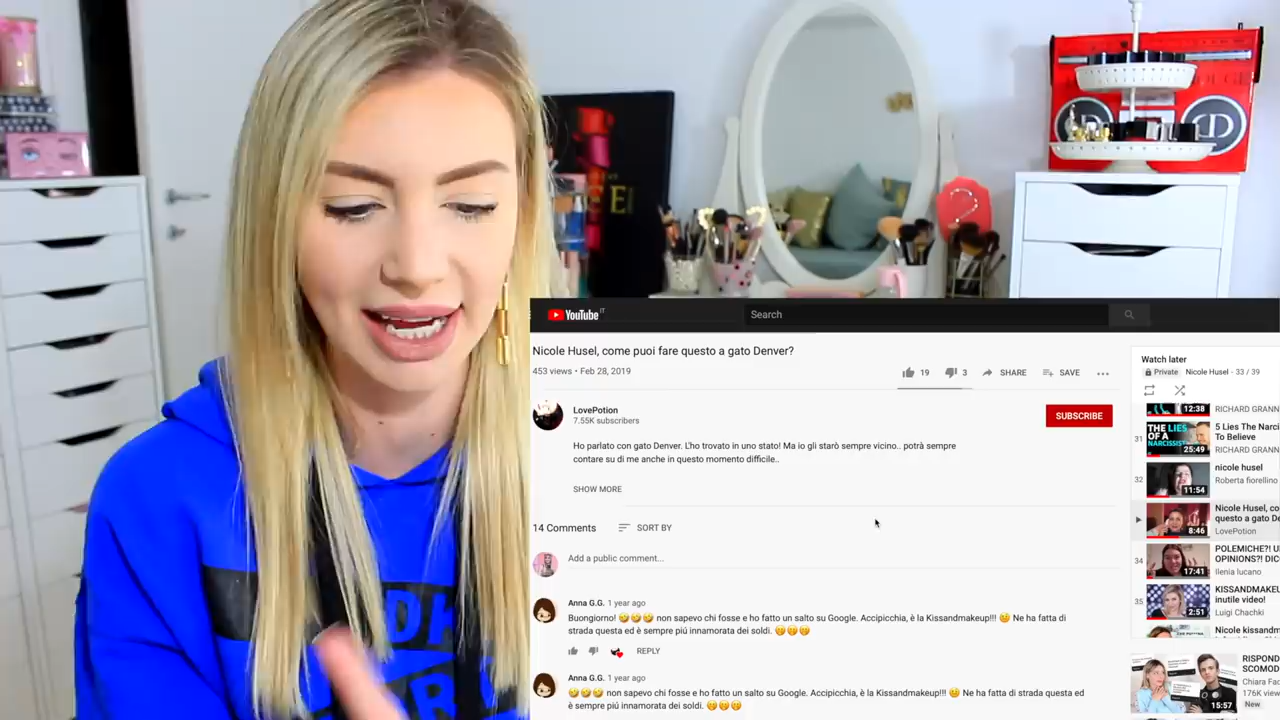 YouTube IT
Search
Nicole Husel, come puoi fare questo a gato Denver?
453 views • Feb 28, 2019
19
3
SHARE
SAVE
LovePotion
7.55K subscribers
SUBSCRIBE
Ho parlato con gato Denver. L'ho trovato in uno stato! Ma io gli starò sempre vicino.. potrà sempre
contare su di me anche in questo momento difficile..
SHOW MORE
14 Comments
SORT BY
Add a public comment...
Anna G.G. 1 year ago
Buongiorno! 🤣🤣🤣 non sapevo chi fosse e ho fatto un salto su Google. Accipicchia, è la Kissandmakeup!!! 😉 Ne ha fatta di
strada questa ed è sempre piú innamorata dei soldi. 🤭🤭🤭
REPLY
Anna G.G. 1 year ago
🤣🤣🤣 non sapevo chi fosse e ho fatto un salto su Google. Accipicchia, è la Kissandmakeup!!! 😉 Ne ha fatta di strada questa ed
è sempre piú innamorata dei soldi. 🤭🤭🤭
Watch later
Private Nicole Husel - 33 / 39
12:38
RICHARD GRANN
31
THE LIES
OF A
NARCISSIST
25:49
5 Lies The Narci
To Believe
RICHARD GRANN
32
11:54
nicole husel
Roberta fiorellino
8:46
Nicole Husel, co
questo a gato De
LovePotion
34
17:41
POLEMICHE?! U
OPINIONS?! DIC
Ilenia lucano
35
2:51
KISSANDMAKEU
inutile video!
Luigi Chachki
Nicole kissandm
15:57
RISPOND
SCOMOD
Chiara Fac
176K view
New